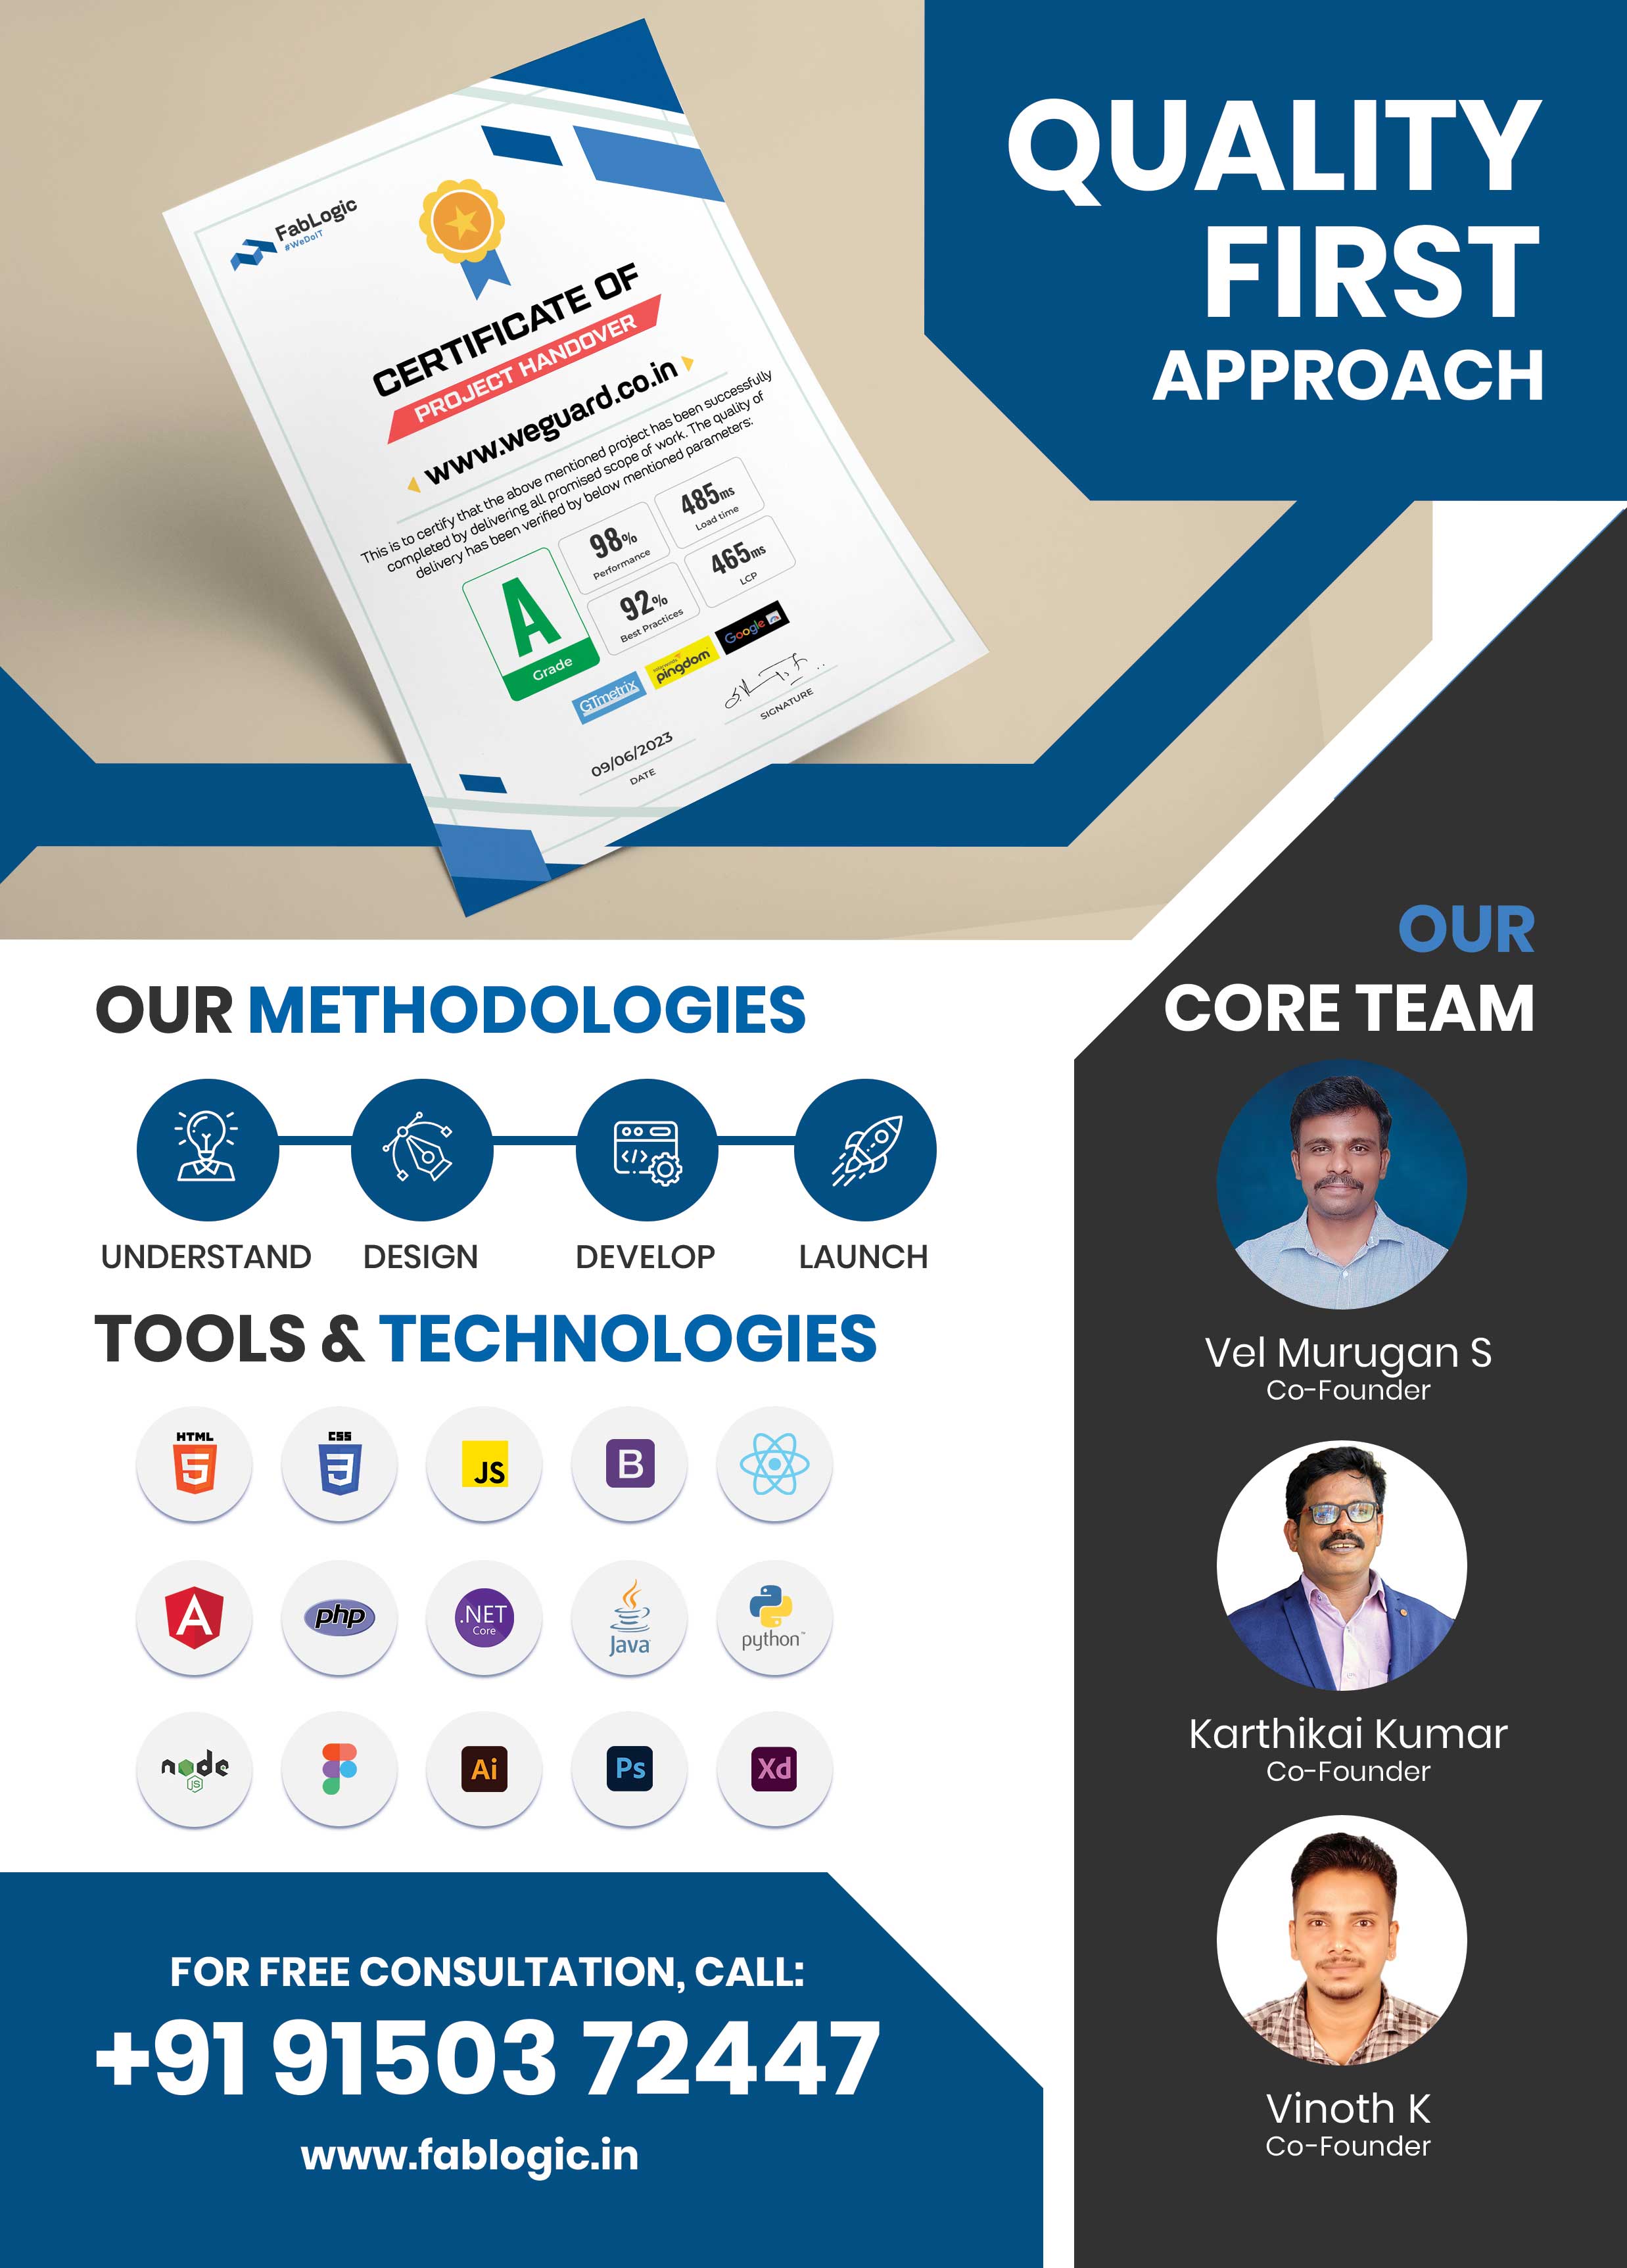 QUALITY
FIRST
APPROACH
FabLogic
#WeDoIT
CERTIFICATE OF
PROJECT HANDOVER
www.weguard.co.in
This is to certify that the above mentioned project has been successfully
completed by delivering all promised scope of work. The quality of
delivery has been verified by below mentioned parameters:
A
Grade
98%
Performance
485ms
Load time
92%
Best Practices
465ms
LCP
GTmetrix
pingdom
Google
09/06/2023
DATE
SIGNATURE
OUR METHODOLOGIES
UNDERSTAND
DESIGN
DEVELOP
LAUNCH
TOOLS & TECHNOLOGIES
HTML
5
CSS
3
JS
B
A
php
.NET
Core
Java
python™
node
JS
Ai
Ps
Xd
FOR FREE CONSULTATION, CALL:
+91 91503 72447
www.fablogic.in
OUR
CORE TEAM
Vel Murugan S
Co-Founder
Karthikai Kumar
Co-Founder
Vinoth K
Co-Founder